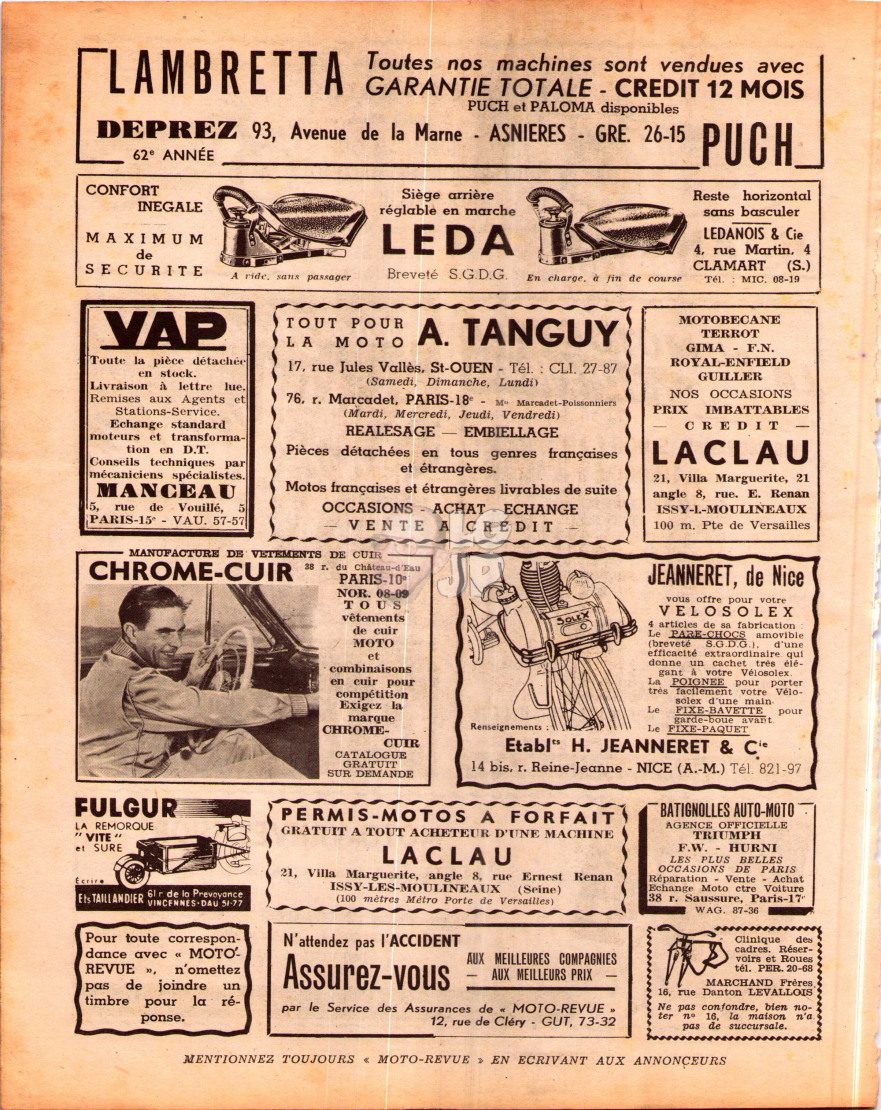 LAMBRETTA
Toutes nos machines sont vendues avec
GARANTIE TOTALE - CREDIT 12 MOIS
PUCH et PALOMA disponibles
DEPREZ 93, Avenue de la Marne - ASNIERES - GRE. 26-15
62e ANNÉE
PUCH
CONFORT
INEGALE
MAXIMUM
de
SECURITE
A vide, sans passager
Siège arrière
réglable en marche
LEDA
Breveté S.G.D.G.
En charge, à fin de course
Reste horizontal
sans basculer
LEDANOIS & Cie
4, rue Martin, 4
CLAMART (S.)
Tél. : MIC. 08-19
VAP
Toute la pièce détachée
en stock.
Livraison à lettre lue.
Remises aux Agents et
Stations-Service.
Echange standard
moteurs et transforma-
tion en D.T.
Conseils techniques par
mécaniciens spécialistes.
MANCEAU
5, rue de Vouillé, 5
PARIS-15e - VAU. 57-57
TOUT POUR
LA MOTO
A. TANGUY
17, rue Jules Vallès, St-OUEN - Tél. : CLI. 27-87
(Samedi, Dimanche, Lundi)
76, r. Marcadet, PARIS-18e - Mo Marcadet-Poissonniers
(Mardi, Mercredi, Jeudi, Vendredi)
REALESAGE — EMBIELLAGE
Pièces détachées en tous genres françaises
et étrangères.
Motos françaises et étrangères livrables de suite
OCCASIONS - ACHAT - ECHANGE
— VENTE A CRÉDIT —
MOTOBECANE
TERROT
GIMA - F.N.
ROYAL-ENFIELD
GUILLER
NOS OCCASIONS
PRIX IMBATTABLES
— CREDIT —
LACLAU
21, Villa Marguerite, 21
angle 8, rue. E. Renan
ISSY-l.-MOULINEAUX
100 m. Pte de Versailles
MANUFACTURE DE VETEMENTS DE CUIR
CHROME-CUIR
38 r. du Château-d'Eau
PARIS-10e
NOR. 08-09
TOUS
vêtements
de cuir
MOTO
et
combinaisons
en cuir pour
compétition
Exigez la
marque
CHROME-
CUIR
CATALOGUE
GRATUIT
SUR DEMANDE
SOLEX
Renseignements :
JEANNERET, de Nice
vous offre pour votre
VELOSOLEX
4 articles de sa fabrication :
Le PARE-CHOCS amovible
(breveté S.G.D.G.), d'une
efficacité extraordinaire qui
donne un cachet très élé-
gant à votre Vélosolex.
La POIGNEE pour porter
très facilement votre Vélo-
solex d'une main.
Le FIXE-BAVETTE pour
garde-boue avant.
Le FIXE-PAQUET
Etablts H. JEANNERET & Cie
14 bis, r. Reine-Jeanne - NICE (A.-M.) Tél. 821-97
FULGUR
LA REMORQUE
"VITE"
et SURE
Écrire
Ets TAILLANDIER 61 r de la Prévoyance
VINCENNES-DAU 51-77
PERMIS-MOTOS A FORFAIT
GRATUIT A TOUT ACHETEUR D'UNE MACHINE
LACLAU
21, Villa Marguerite, angle 8, rue Ernest Renan
ISSY-LES-MOULINEAUX (Seine)
(100 mètres Métro Porte de Versailles)
BATIGNOLLES AUTO-MOTO
AGENCE OFFICIELLE
TRIUMPH
F.W. - HURNI
LES PLUS BELLES
OCCASIONS DE PARIS
Réparation - Vente - Achat
Echange Moto ctre Voiture
38 r. Saussure, Paris-17e
WAG. 87-36
Pour toute correspon-
dance avec « MOTO-
REVUE », n'omettez
pas de joindre un
timbre pour la ré-
ponse.
N'attendez pas l'ACCIDENT
Assurez-vous
AUX MEILLEURES COMPAGNIES
— AUX MEILLEURS PRIX —
par le Service des Assurances de « MOTO-REVUE »
12, rue de Cléry - GUT, 73-32
Clinique des
cadres. Réser-
voirs et Roues
tél. PER. 20-68
MARCHAND Frères
16, rue Danton LEVALLOIS
Ne pas confondre, bien no-
ter n° 16, la maison n'a
pas de succursale.
MENTIONNEZ TOUJOURS « MOTO-REVUE » EN ECRIVANT AUX ANNONCEURS